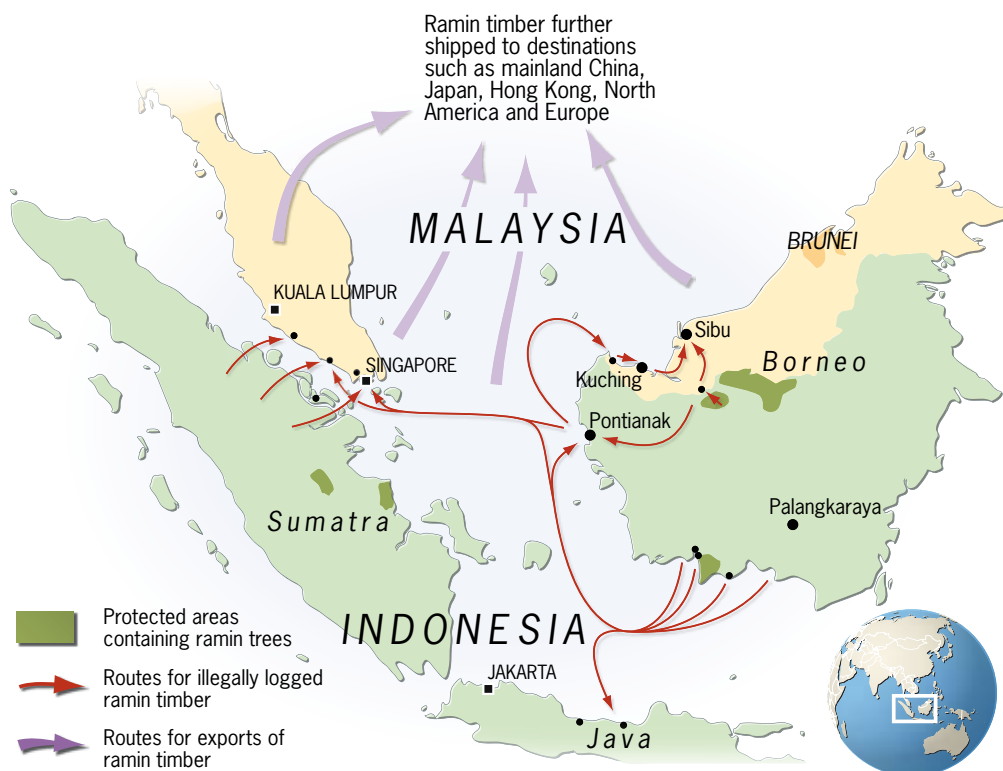 Ramin timber further
shipped to destinations
such as mainland China,
Japan, Hong Kong, North
America and Europe
MALAYSIA
BRUNEI
KUALA LUMPUR
Sibu
SINGAPORE
Borneo
Kuching
Pontianak
Palangkaraya
Sumatra
INDONESIA
JAKARTA
Java
Protected areas
containing ramin trees
Routes for illegally logged
ramin timber
Routes for exports of
ramin timber